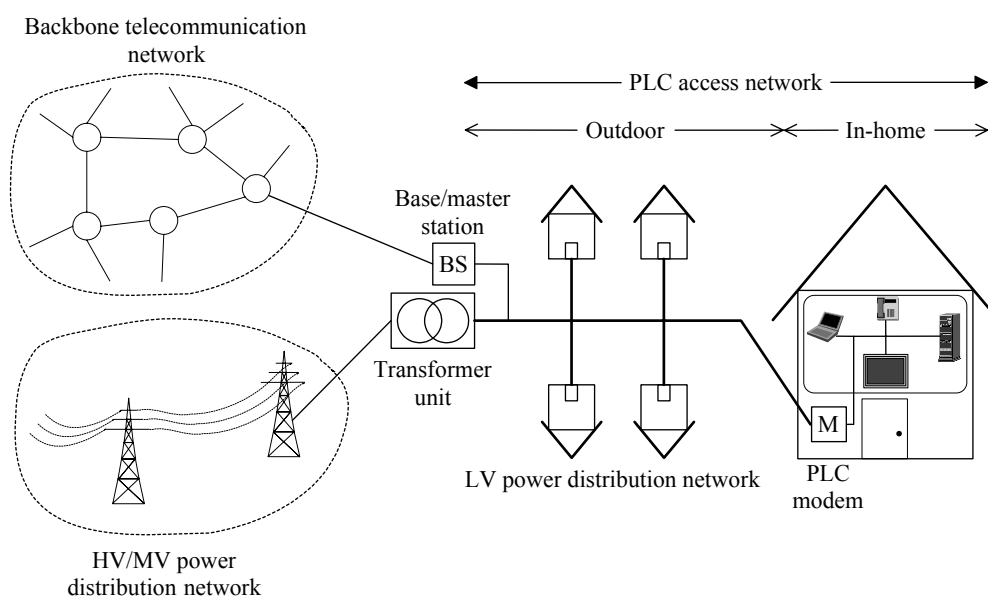 Backbone telecommunication
network
PLC access network
Outdoor
In-home
Base/master
station
BS
Transformer
unit
M
LV power distribution network
PLC
modem
HV/MV power
distribution network